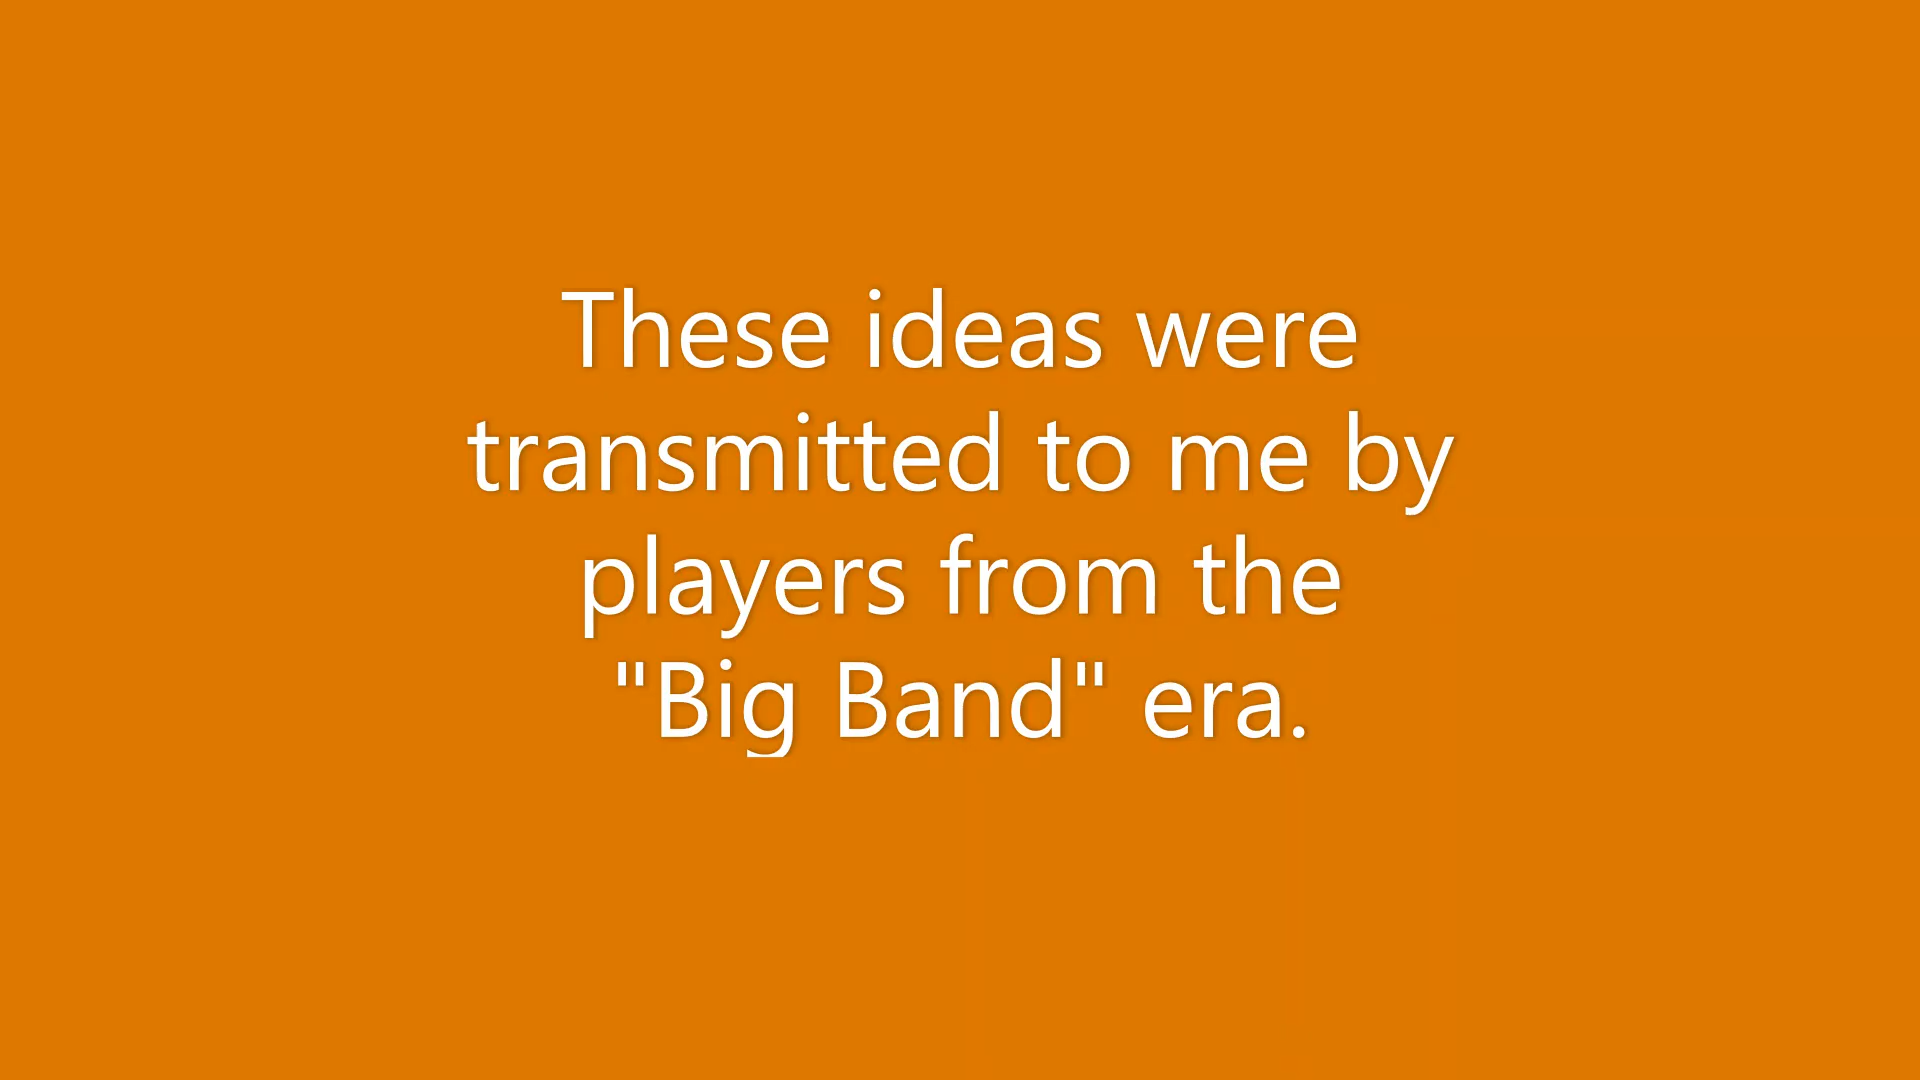 These ideas were
transmitted to me by
players from the
"Big Band" era.